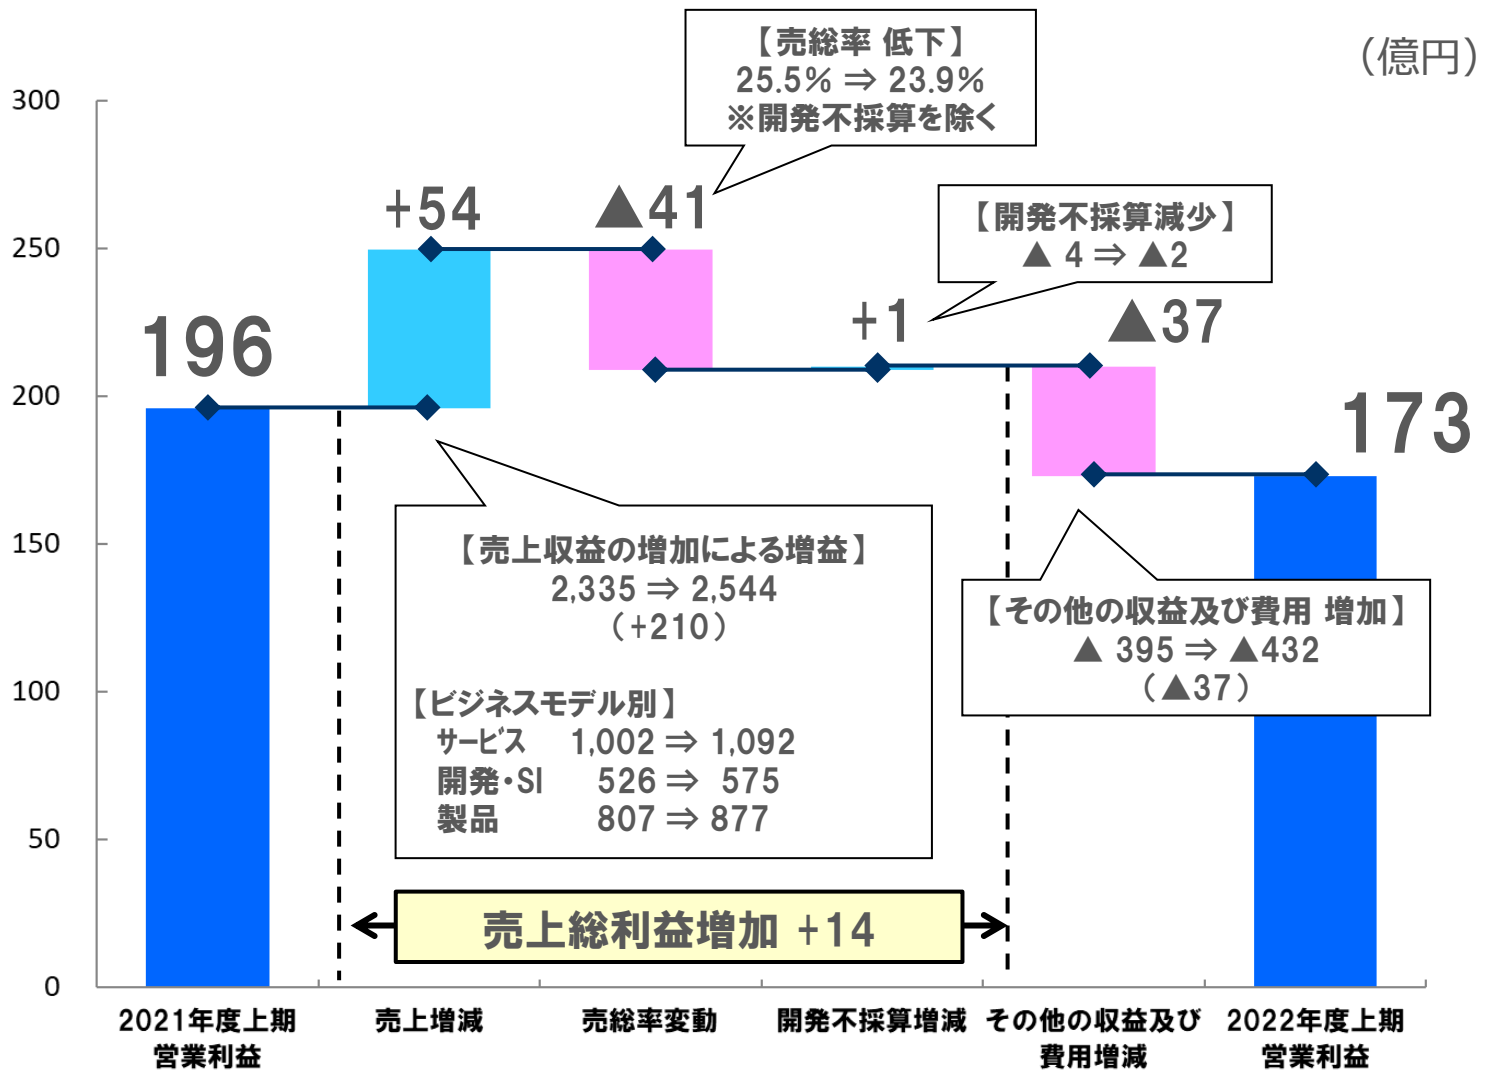 （億円）
【売総率 低下】
25.5% ⇒ 23.9%
※開発不採算を除く
300
250
200
150
100
50
0
196
+54
▲41
+1
▲37
173
【開発不採算減少】
▲ 4 ⇒ ▲2
【売上収益の増加による増益】
2,335 ⇒ 2,544
（+210）
【ビジネスモデル別】
サービス 1,002 ⇒ 1,092
開発・SI 526 ⇒ 575
製品 807 ⇒ 877
【その他の収益及び費用 増加】
▲ 395 ⇒ ▲432
（▲37）
売上総利益増加 +14
2021年度上期
営業利益
売上増減
売総率変動
開発不採算増減
その他の収益及び
費用増減
2022年度上期
営業利益